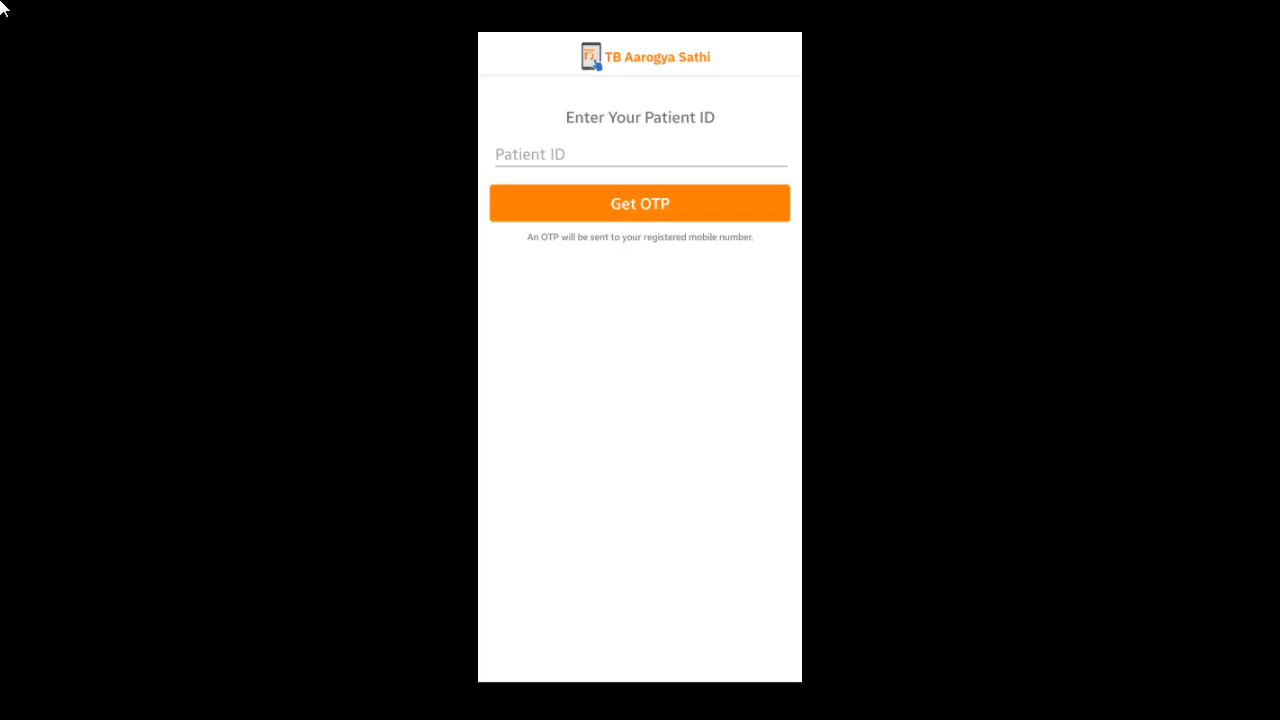 TB Aarogya Sathi
Enter Your Patient ID
Patient ID
Get OTP
An OTP will be sent to your registered mobile number.